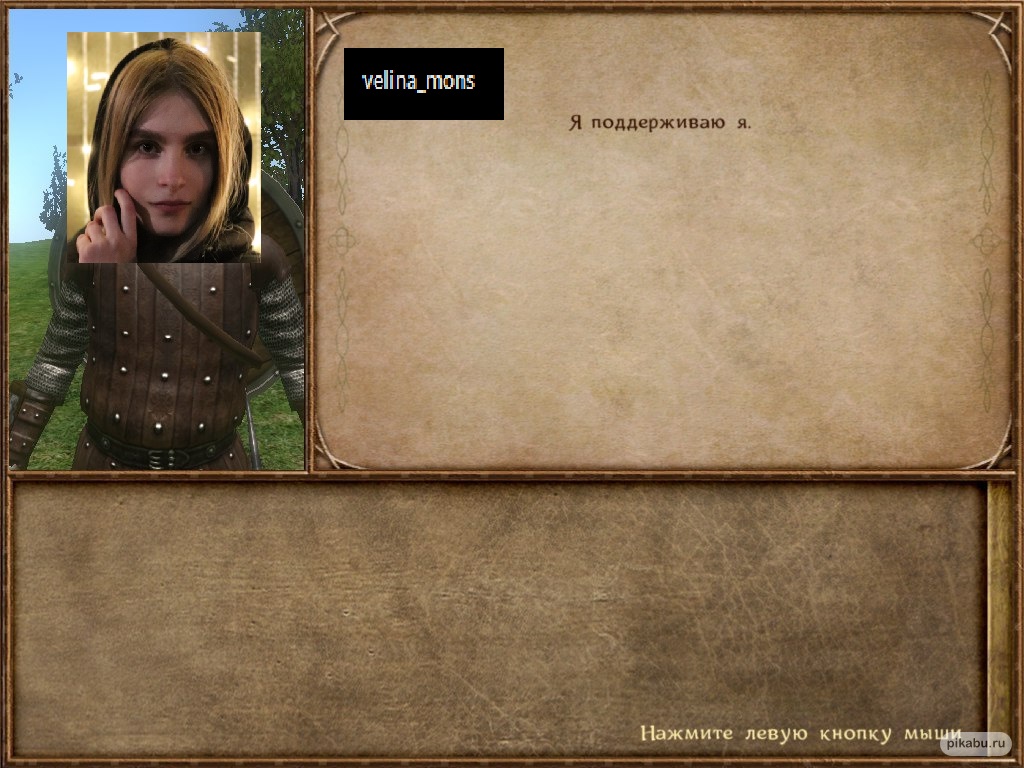 velina_mons
Я поддерживаю я.
Нажмите левую кнопку мыши
pikabu.ru